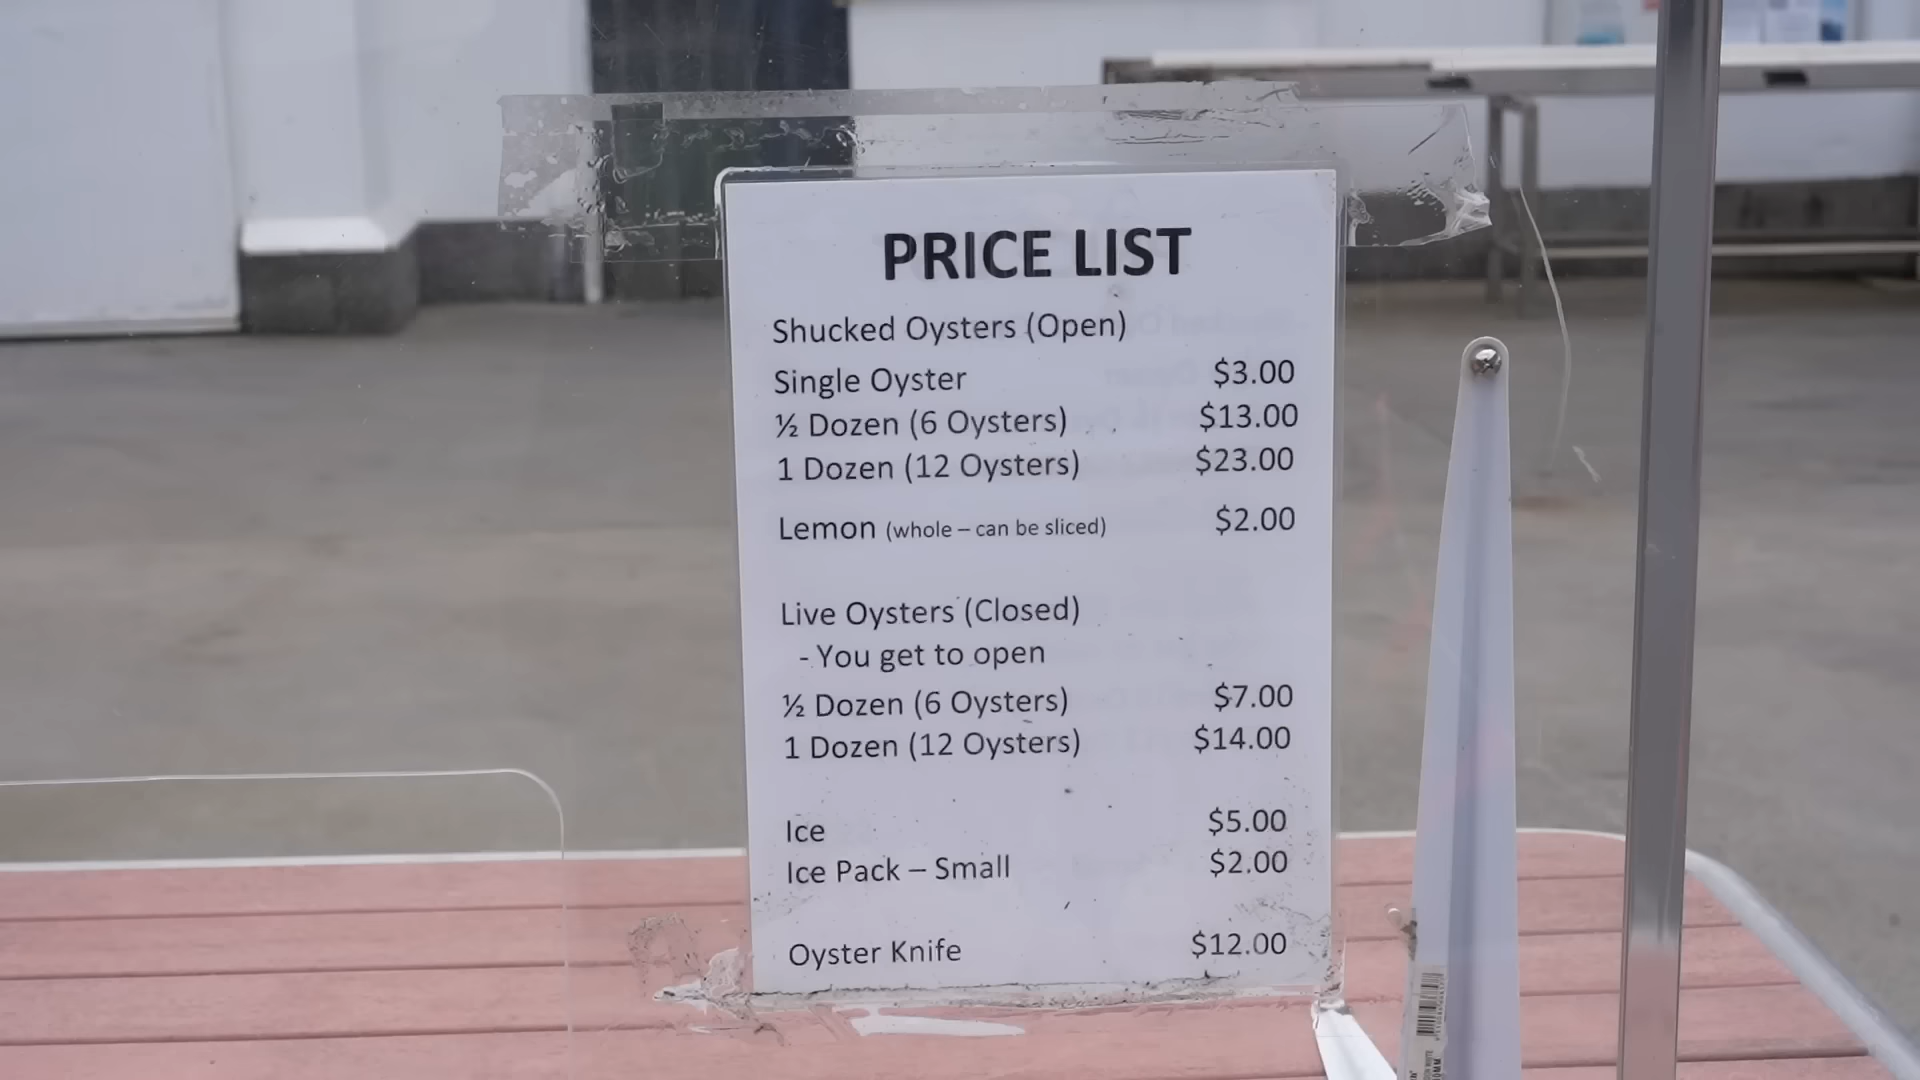 PRICE LIST
Shucked Oysters (Open)
Single Oyster $3.00
½ Dozen (6 Oysters) $13.00
1 Dozen (12 Oysters) $23.00
Lemon (whole – can be sliced) $2.00
Live Oysters (Closed)
- You get to open
½ Dozen (6 Oysters) $7.00
1 Dozen (12 Oysters) $14.00
Ice $5.00
Ice Pack – Small $2.00
Oyster Knife $12.00